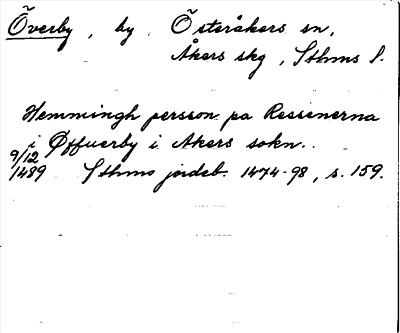 Överby, by. Österåkers sn,
Åkers skg, Sthms l.
Hemmingh persson pa Ressenerna
i Øffuerby i Akers sokn.
9/12
1489 Sthms jordeb. 1474-98, s. 159.